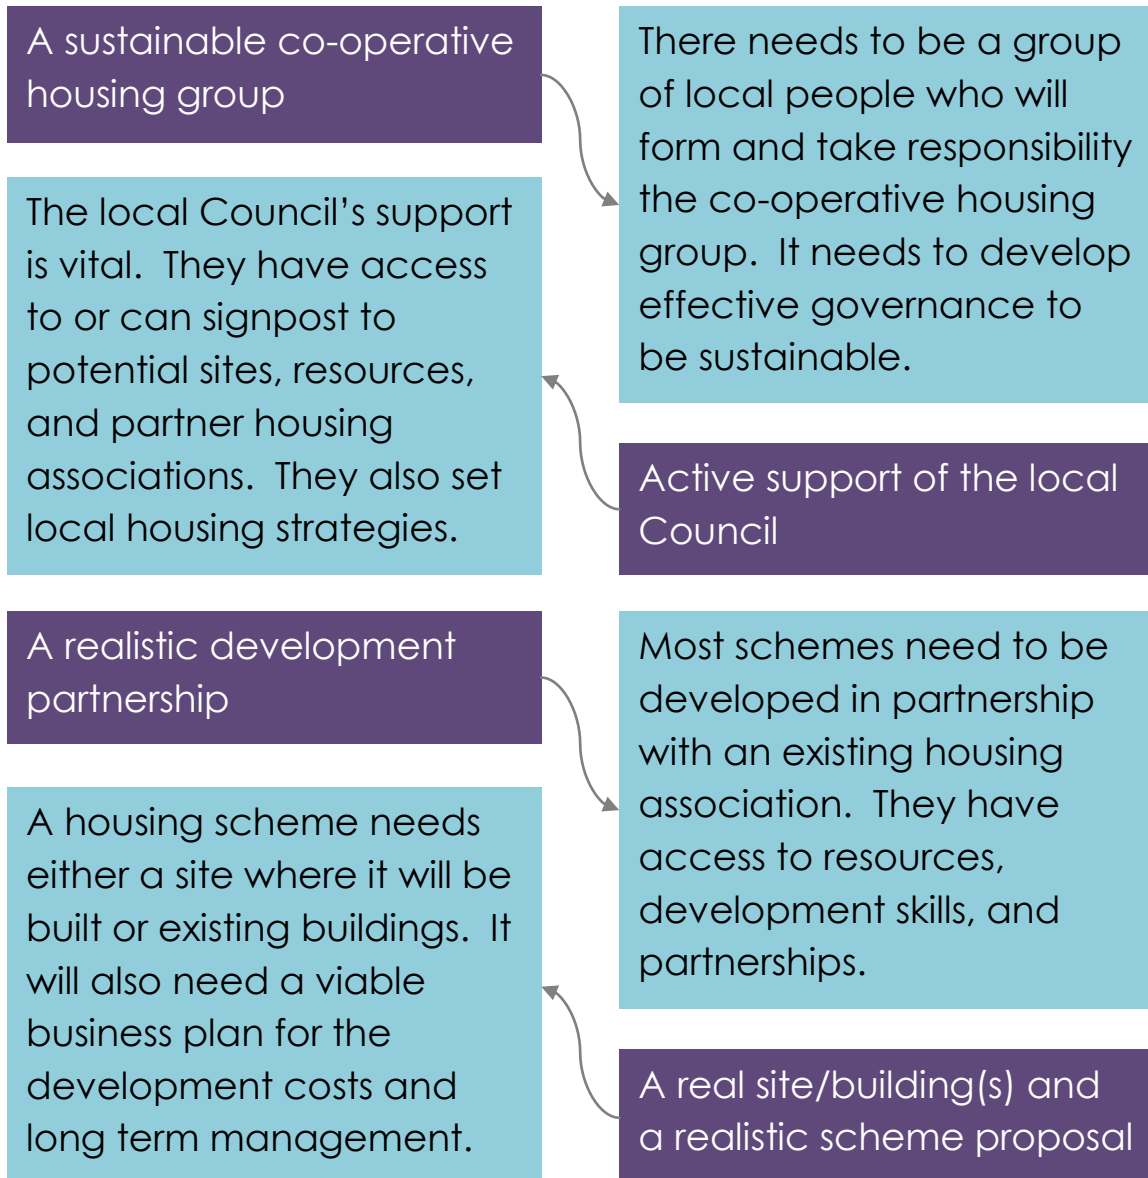 A sustainable co-operative
housing group
There needs to be a group
of local people who will
form and take responsibility
the co-operative housing
group.  It needs to develop
effective governance to
be sustainable.
The local Council’s support
is vital.  They have access
to or can signpost to
potential sites, resources,
and partner housing
associations.  They also set
local housing strategies.
Active support of the local
Council
A realistic development
partnership
Most schemes need to be
developed in partnership
with an existing housing
association.  They have
access to resources,
development skills, and
partnerships.
A housing scheme needs
either a site where it will be
built or existing buildings.  It
will also need a viable
business plan for the
development costs and
long term management.
A real site/building(s) and
a realistic scheme proposal